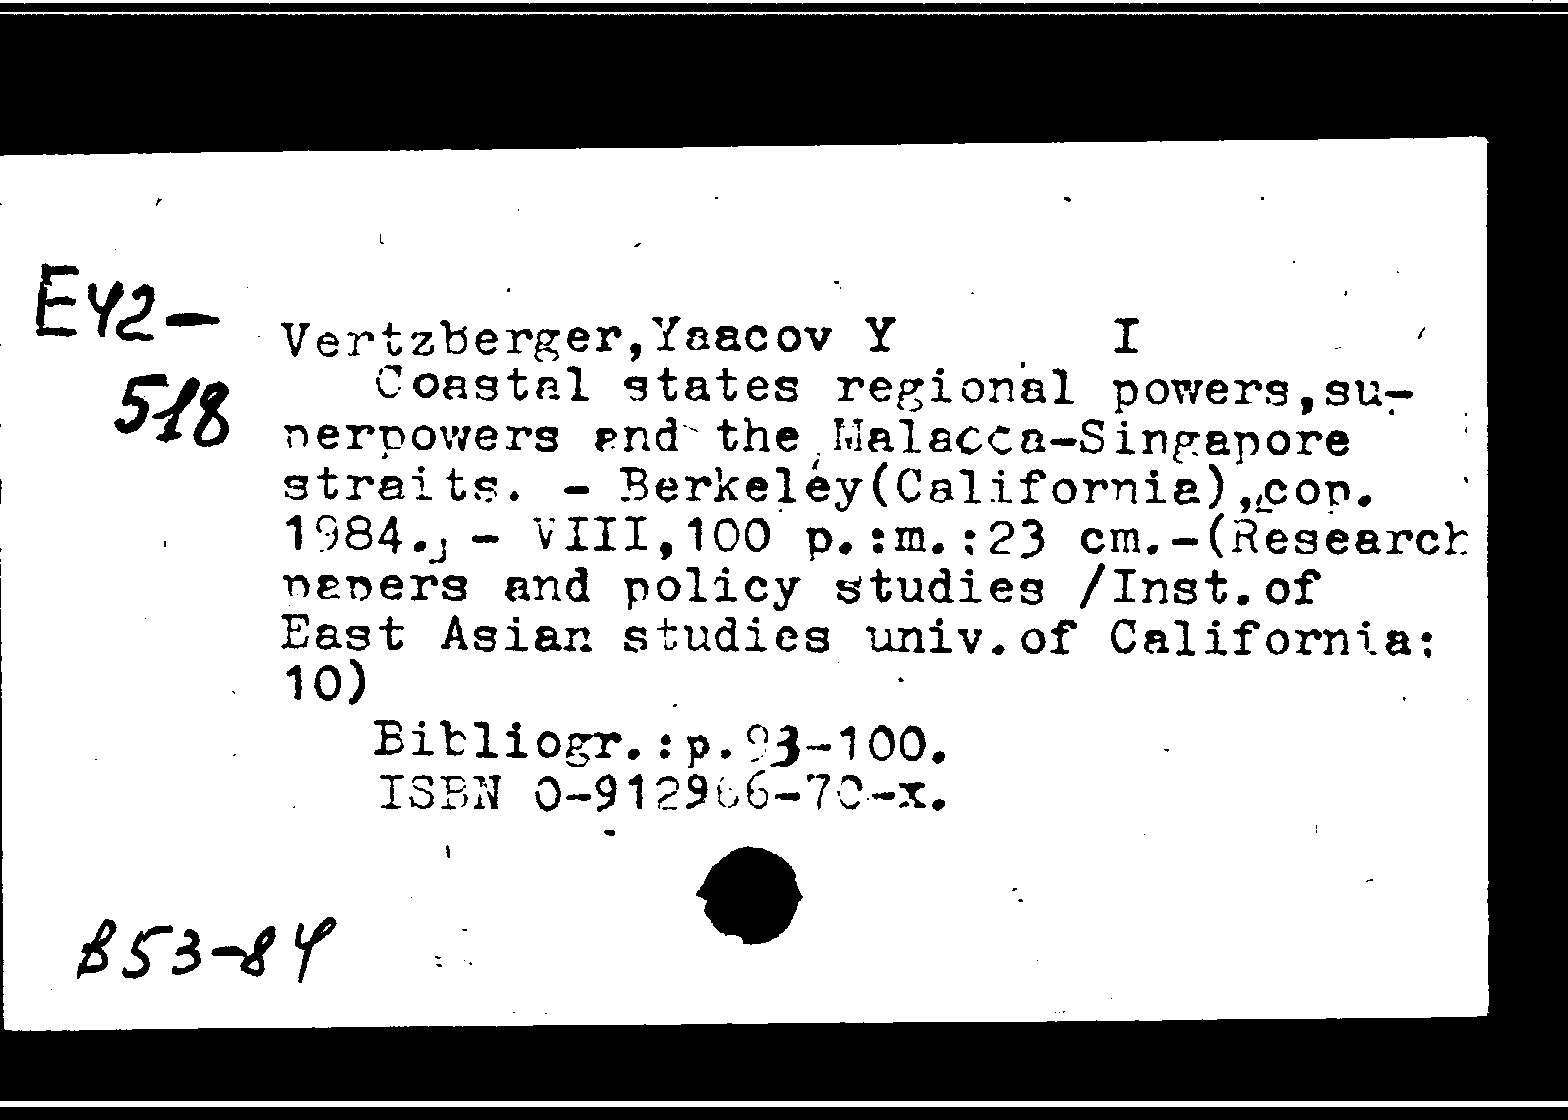 E42-
518
Vertzberger,Yaacov Y I
Coastal states regional powers,su-
perpowers and the Malacca-Singapore
straits. - Berkeley(California),cop.
1984. - VIII,100 p.:m.:23 cm.-(Research
papers and policy studies /Inst.of
East Asian studies univ.of California:
10)
Bibliogr.:p.93-100.
ISBN 0-912966-70-x.
B53-84